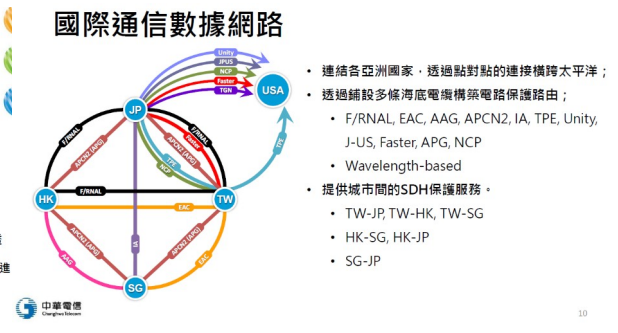 國際通信數據網路
Unity
JPUS
NCP
Faster
TGN
USA
JP
F/RNAL
APCN2 (APG)
F/RNAL
Faster
TPE
NCP
TPE
HK
F/RNAL
TW
EAC
IA
APCN2 (APG)
APCN2 (APG)
AAG
EAC
SG
• 連結各亞洲國家，透過點對點的連接橫跨太平洋；
• 透過鋪設多條海底電纜構築電路保護路由；
• F/RNAL, EAC, AAG, APCN2, IA, TPE, Unity,
J-US, Faster, APG, NCP
• Wavelength-based
• 提供城市間的SDH保護服務。
• TW-JP, TW-HK, TW-SG
• HK-SG, HK-JP
• SG-JP
進
中華電信
Chunghwa Telecom
10